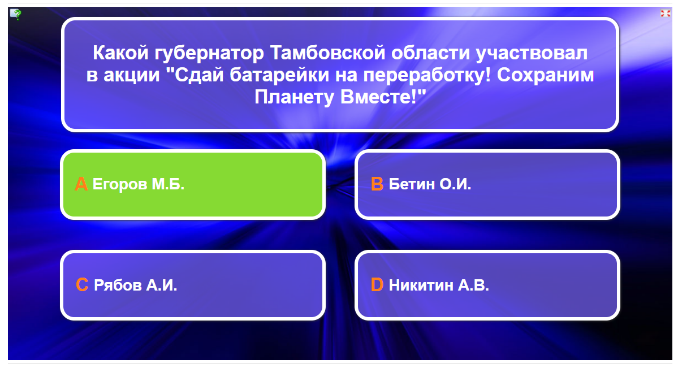 Какой губернатор Тамбовской области участвовал
в акции "Сдай батарейки на переработку! Сохраним
Планету Вместе!"
A Егоров М.Б.
B Бетин О.И.
C Рябов А.И.
D Никитин А.В.